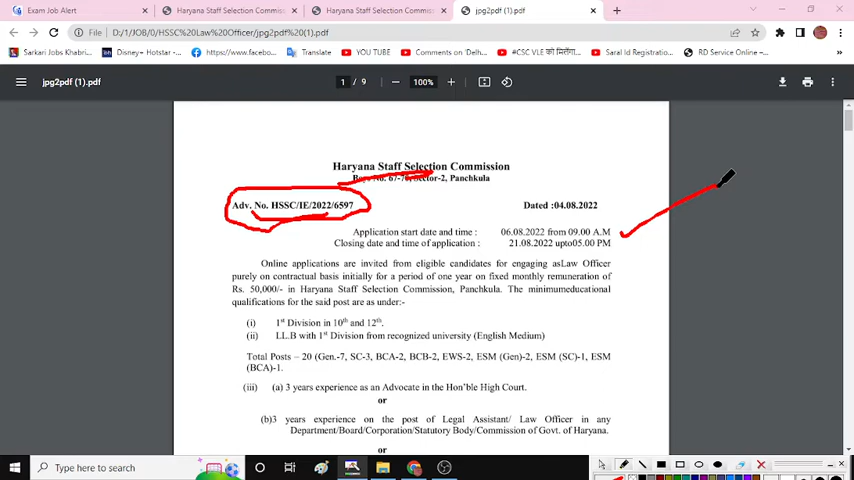 Exam Job Alert
Haryana Staff Selection Commiss
Haryana Staff Selection Commiss
jpg2pdf (1).pdf
File
D:/1/JOB/0/HSSC%20Law%20Officer/jpg2pdf%20(1).pdf
Sarkari Jobs Khabri...
Disney+ Hotstar -...
https://www.facebo...
Translate
YOU TUBE
Comments on 'Delh...
#CSC VLE को मिलेंगा...
Saral Id Registratio...
RD Service Online :...
jpg2pdf (1).pdf
1 / 9
100%
Haryana Staff Selection Commission
Sector-2, Panchkula
Adv. No. HSSC/IE/2022/6597
Dated :04.08.2022
Application start date and time : 06.08.2022 from 09.00 A.M
Closing date and time of application : 21.08.2022 upto05.00 PM
Online applications are invited from eligible candidates for engaging asLaw Officer
purely on contractual basis initially for a period of one year on fixed monthly remuneration of
Rs. 50,000/- in Haryana Staff Selection Commission, Panchkula. The minimumeducational
qualifications for the said post are as under:-
(i) 1st Division in 10th and 12th.
(ii) LL.B with 1st Division from recognized university (English Medium)
Total Posts – 20 (Gen.-7, SC-3, BCA-2, BCB-2, EWS-2, ESM (Gen)-2, ESM (SC)-1, ESM
(BCA)-1.
(iii) (a) 3 years experience as an Advocate in the Hon'ble High Court.
or
(b)3 years experience on the post of Legal Assistant/ Law Officer in any
Department/Board/Corporation/Statutory Body/Commission of Govt. of Haryana.
or
Type here to search